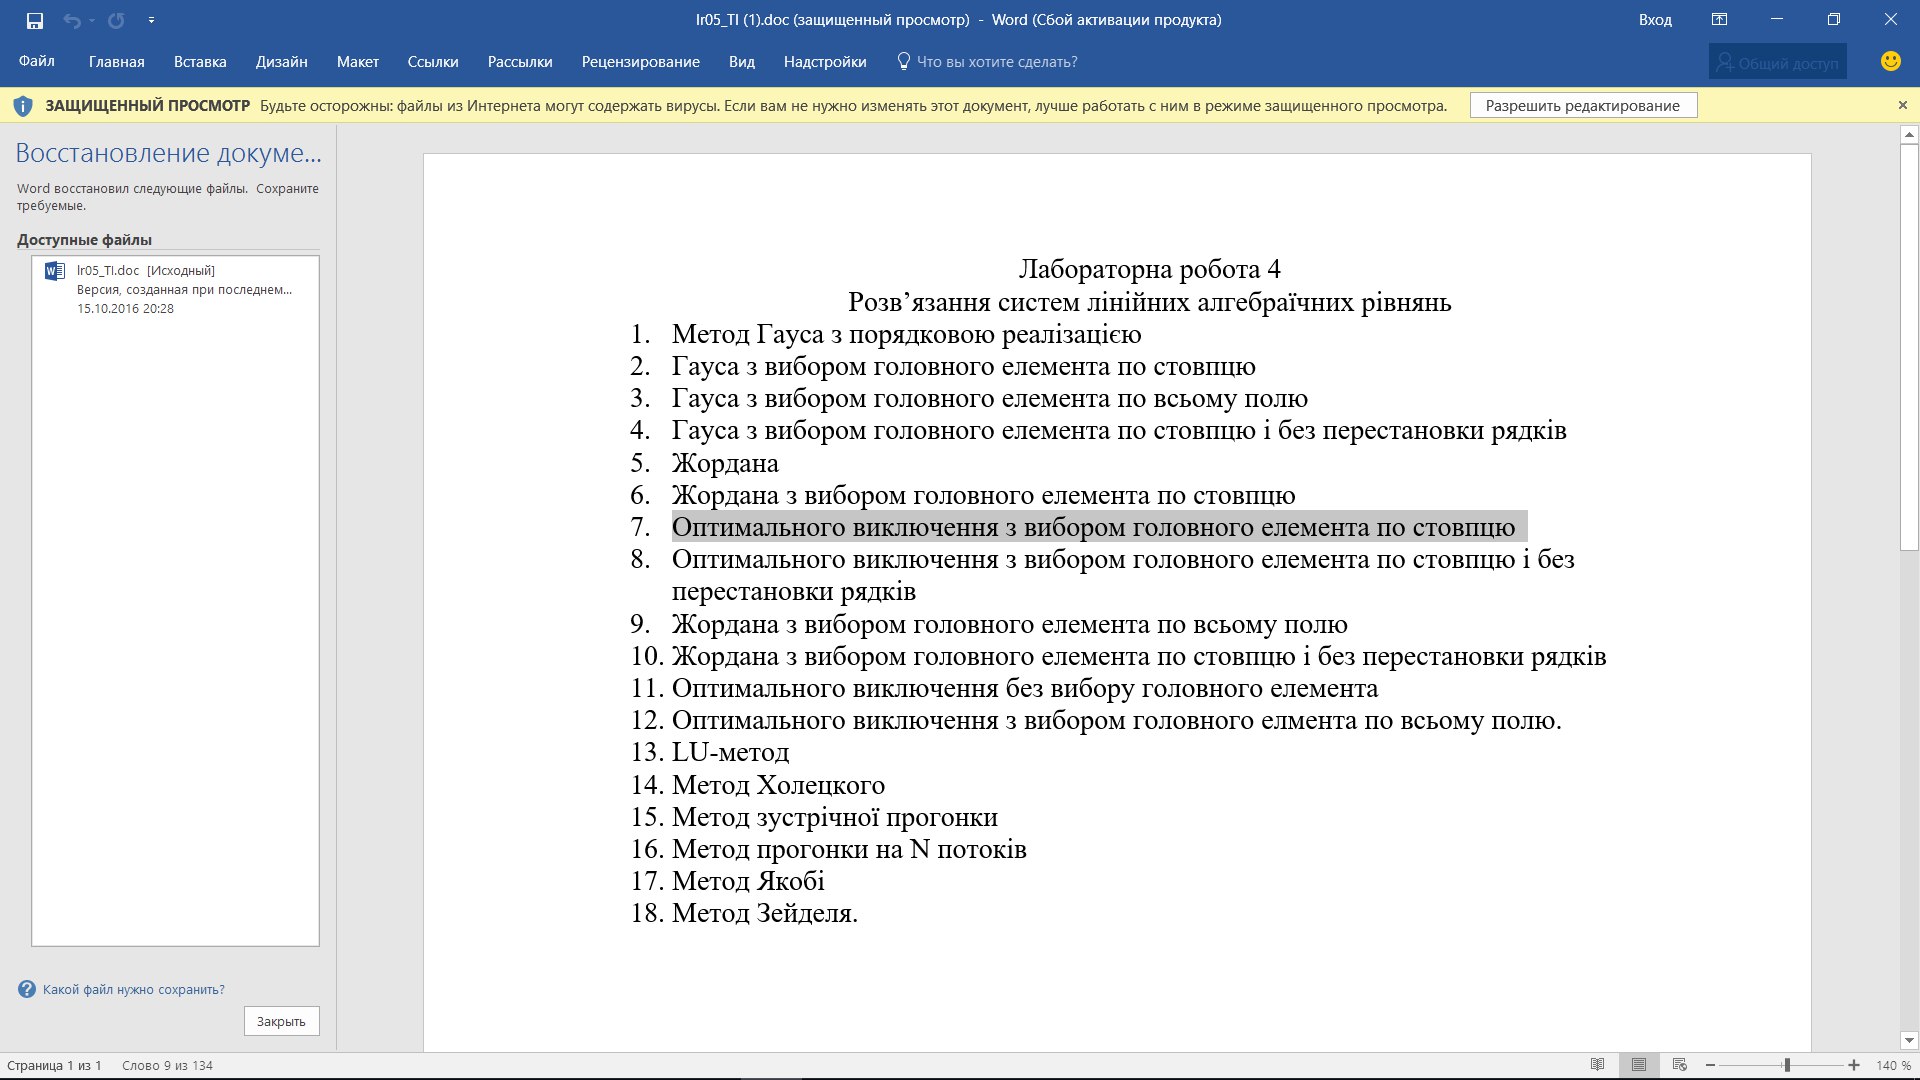 lr05_TI (1).doc (защищенный просмотр) - Word (Сбой активации продукта)
Вход
Файл
Главная
Вставка
Дизайн
Макет
Ссылки
Рассылки
Рецензирование
Вид
Надстройки
Что вы хотите сделать?
Общий доступ
ЗАЩИЩЕННЫЙ ПРОСМОТР Будьте осторожны: файлы из Интернета могут содержать вирусы. Если вам не нужно изменять этот документ, лучше работать с ним в режиме защищенного просмотра.
Разрешить редактирование
Восстановление докуме...
Word восстановил следующие файлы. Сохраните
требуемые.
Доступные файлы
lr05_TI.doc [Исходный]
Версия, созданная при последнем...
15.10.2016 20:28
Какой файл нужно сохранить?
Закрыть
Лабораторна робота 4
Розв’язання систем лінійних алгебраїчних рівнянь
1. Метод Гауса з порядковою реалізацією
2. Гауса з вибором головного елемента по стовпцю
3. Гауса з вибором головного елемента по всьому полю
4. Гауса з вибором головного елемента по стовпцю і без перестановки рядків
5. Жордана
6. Жордана з вибором головного елемента по стовпцю
7. Оптимального виключення з вибором головного елемента по стовпцю
8. Оптимального виключення з вибором головного елемента по стовпцю і без
перестановки рядків
9. Жордана з вибором головного елемента по всьому полю
10. Жордана з вибором головного елемента по стовпцю і без перестановки рядків
11. Оптимального виключення без вибору головного елемента
12. Оптимального виключення з вибором головного елмента по всьому полю.
13. LU-метод
14. Метод Холецкого
15. Метод зустрічної прогонки
16. Метод прогонки на N потоків
17. Метод Якобі
18. Метод Зейделя.
Страница 1 из 1
Слово 9 из 134
140 %